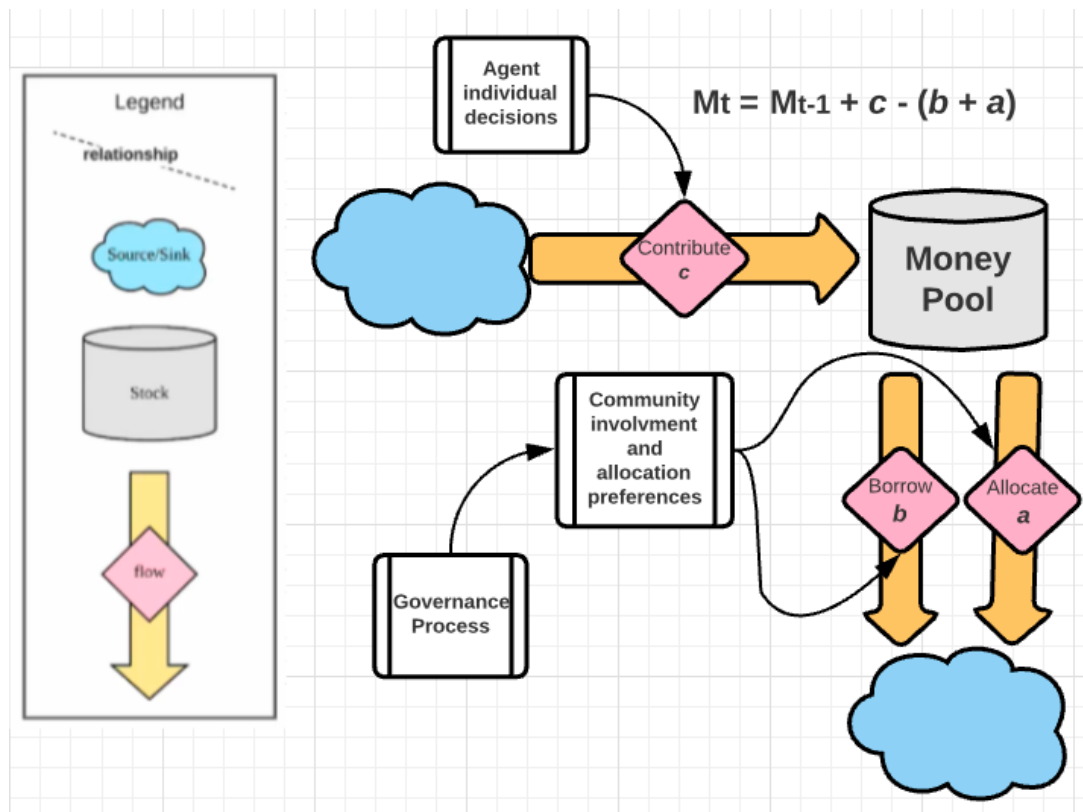 Legend
relationship
Source/Sink
Stock
flow
Agent
individual
decisions
Mt = Mt-1 + c - (b + a)
Contribute
c
Money
Pool
Community
involvment
and
allocation
preferences
Governance
Process
Borrow
b
Allocate
a